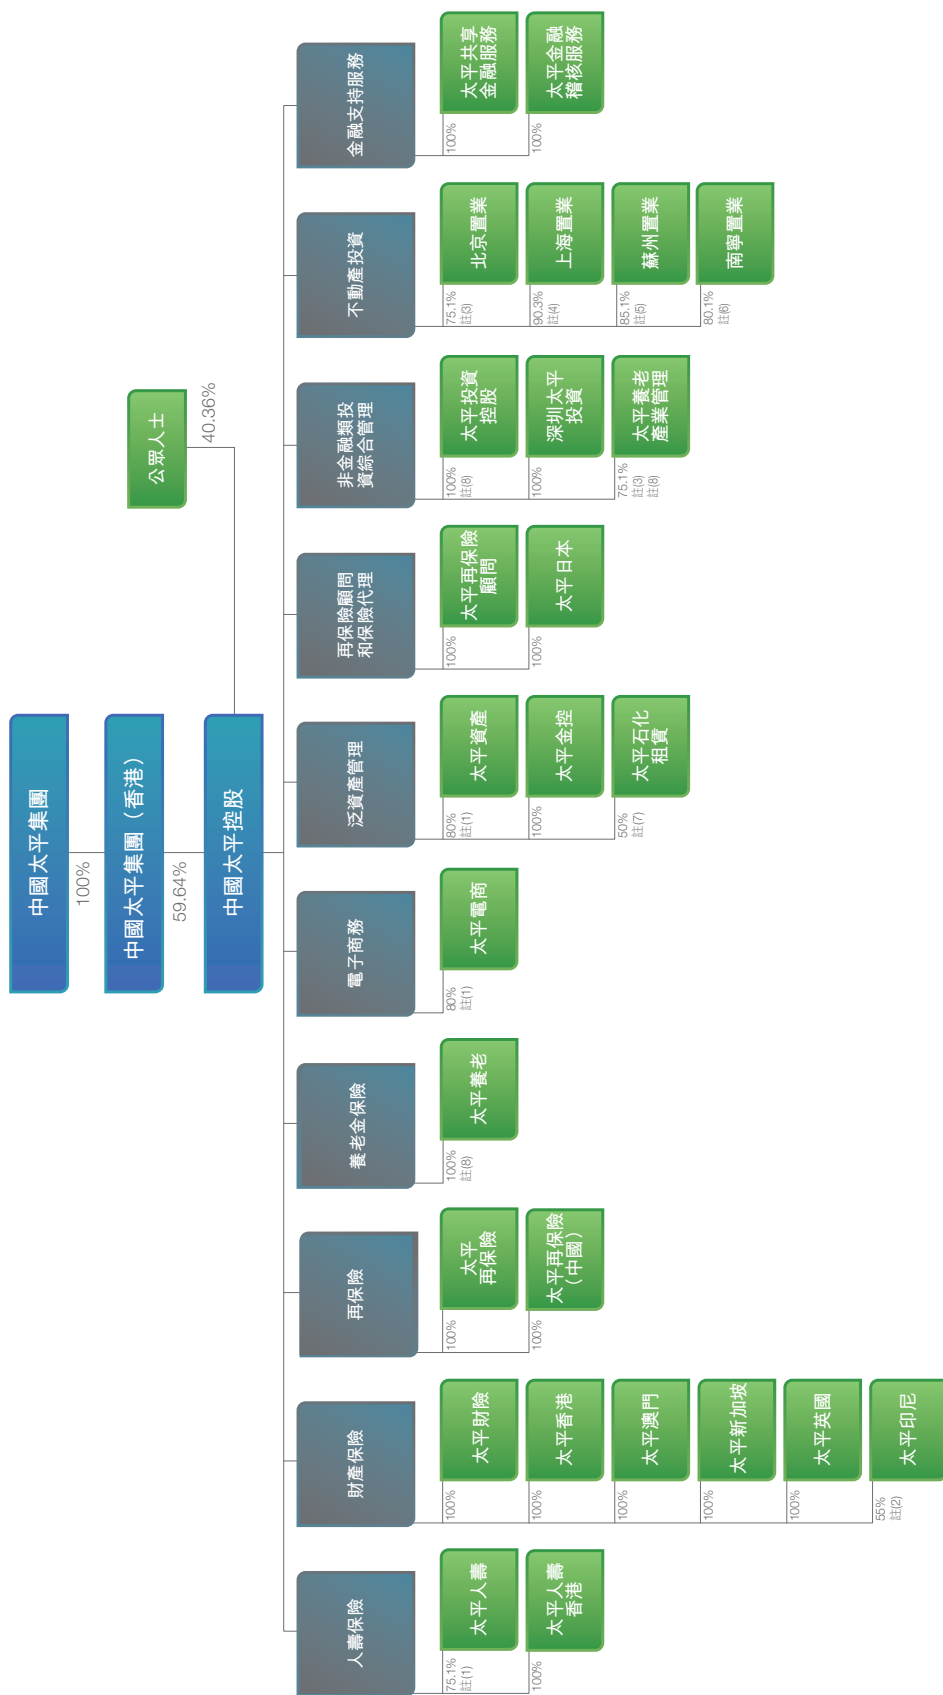 中國太平集團
100%
中國太平集團（香港）
59.64%
中國太平控股
公眾人士
40.36%
人壽保險
75.1%
註(1)
太平人壽
100%
太平人壽
香港
財產保險
100%
太平財險
100%
太平香港
100%
太平澳門
100%
太平新加坡
100%
太平英國
55%
註(2)
太平印尼
再保險
100%
太平
再保險
100%
太平再保險
（中國）
養老金保險
100%
註(8)
太平養老
電子商務
80%
註(1)
太平電商
泛資產管理
80%
註(1)
太平資產
100%
太平金控
50%
註(7)
太平石化
租賃
再保險顧問
和保險代理
100%
太平再保險
顧問
100%
太平日本
非金融類投
資綜合管理
100%
註(8)
太平投資
控股
100%
深圳太平
投資
75.1%
註(3)
註(8)
太平養老
產業管理
不動產投資
75.1%
註(3)
北京置業
90.3%
註(4)
上海置業
85.1%
註(5)
蘇州置業
80.1%
註(6)
南寧置業
金融支持服務
100%
太平共享
金融服務
100%
太平金融
稽核服務